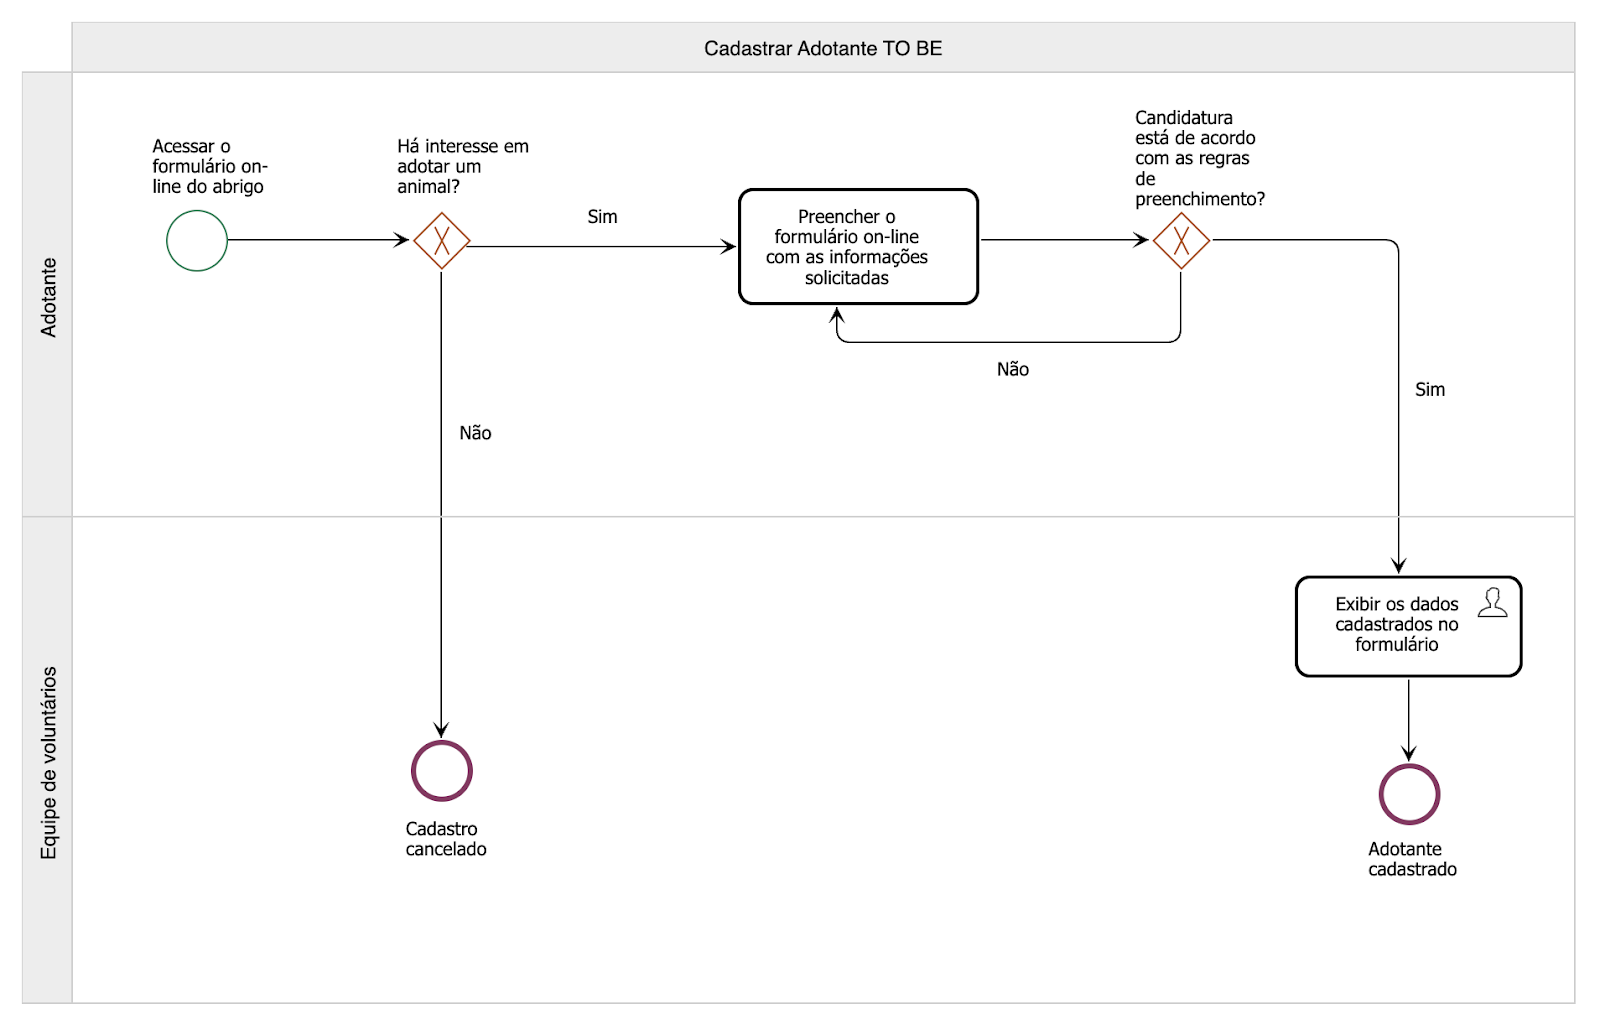 Cadastrar Adotante TO BE
Adotante
Acessar o
formulário on-
line do abrigo
Há interesse em
adotar um
animal?
Sim
Preencher o
formulário on-line
com as informações
solicitadas
Candidatura
está de acordo
com as regras
de
preenchimento?
Não
Sim
Não
Equipe de voluntários
Exibir os dados
cadastrados no
formulário
Cadastro
cancelado
Adotante
cadastrado